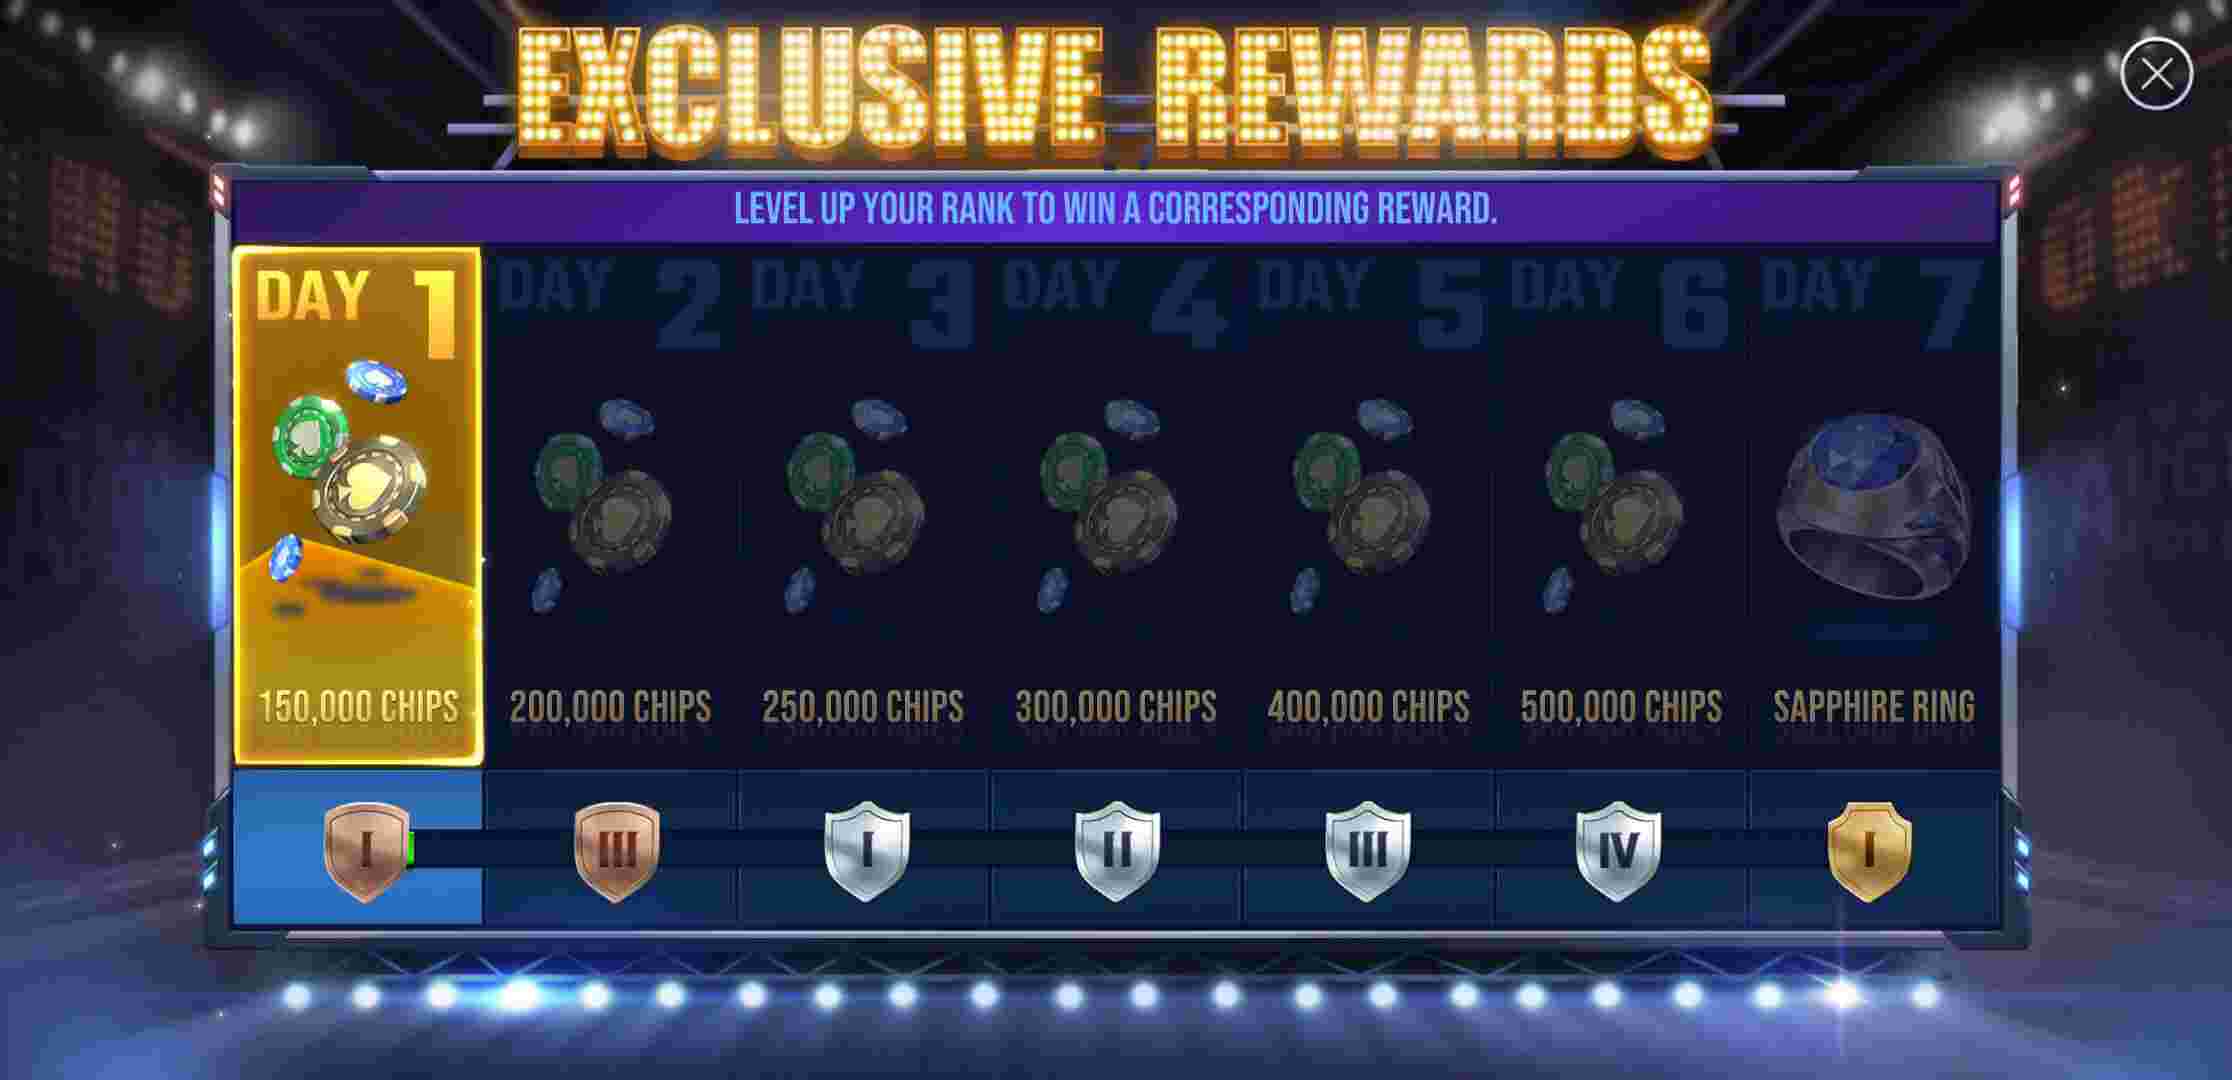 EXCLUSIVE REWARDS
LEVEL UP YOUR RANK TO WIN A CORRESPONDING REWARD.
DAY 1
DAY 2
DAY 3
DAY 4
DAY 5
DAY 6
DAY 7
150,000 CHIPS
200,000 CHIPS
250,000 CHIPS
300,000 CHIPS
400,000 CHIPS
500,000 CHIPS
SAPPHIRE RING
I
III
I
II
III
IV
I